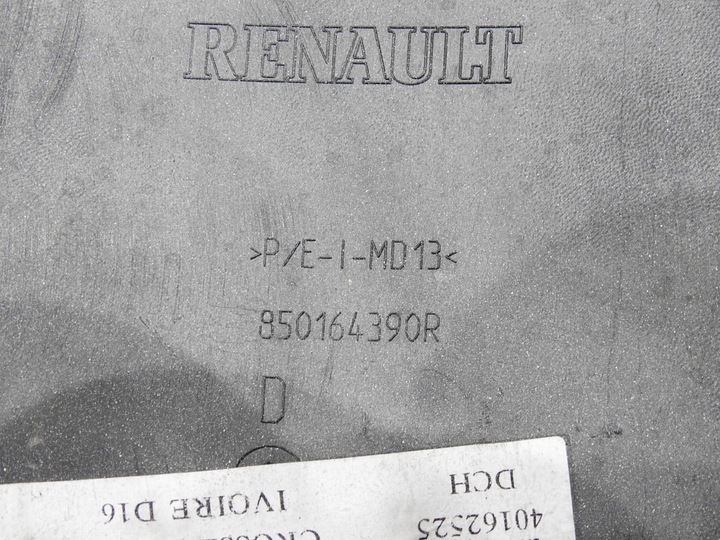 RENAULT
>P/E-I-MD13<
850164390R
D
40162525
DCH
IVOIRE D16